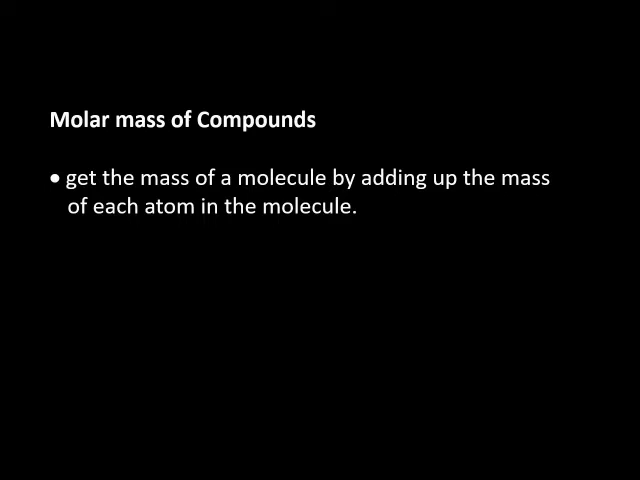 Molar mass of Compounds
• get the mass of a molecule by adding up the mass
of each atom in the molecule.